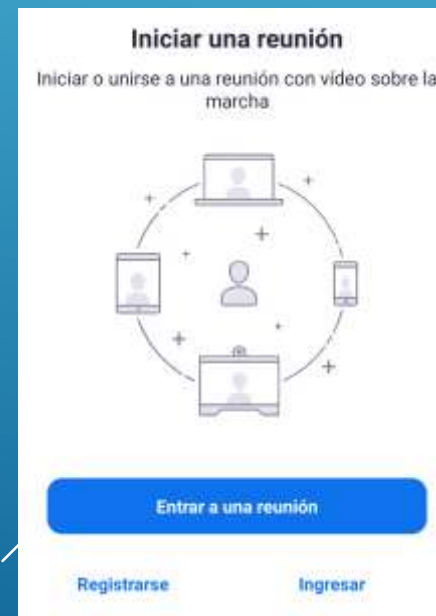 Iniciar una reunión
Iniciar o unirse a una reunión con vídeo sobre la
marcha
Entrar a una reunión
Registrarse
Ingresar